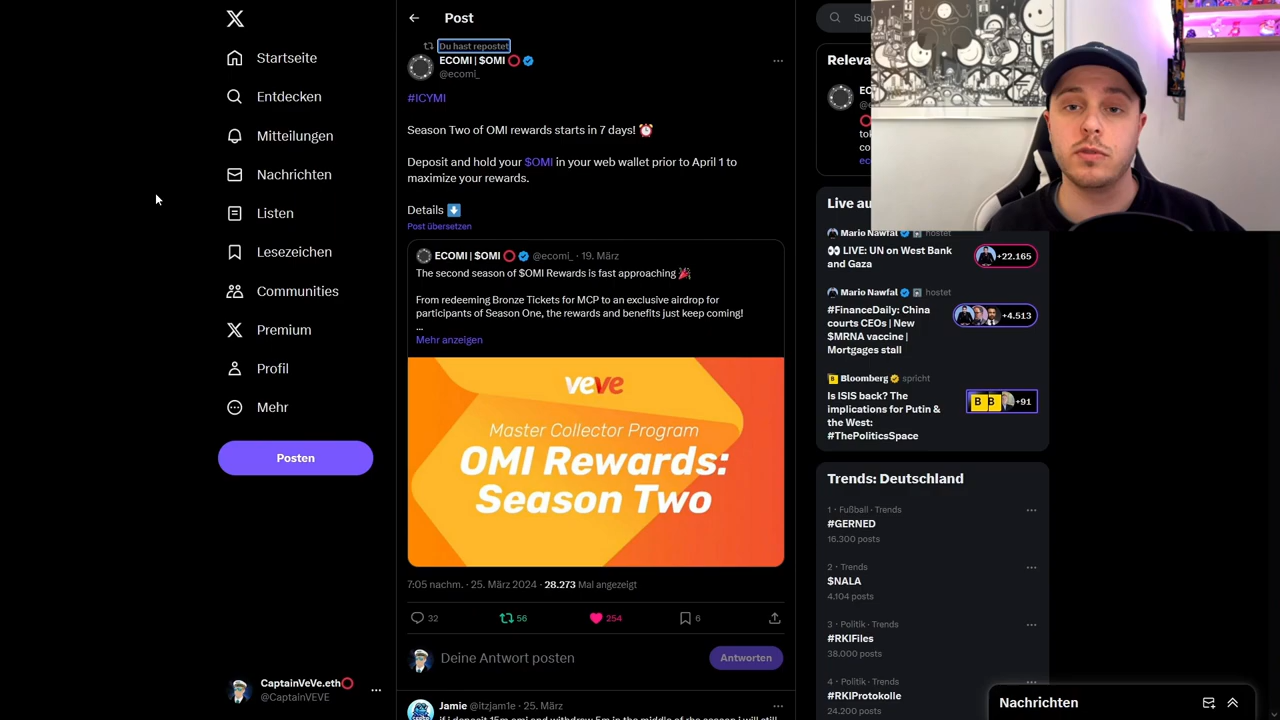 Startseite
Entdecken
Mitteilungen
Nachrichten
Listen
Lesezeichen
Communities
Premium
Profil
Mehr
Posten
CaptainVeVe.eth⭕
@CaptainVEVE
Post
Du hast repostet
ECOMI | $OMI ⭕
@ecomi_
#ICYMI
Season Two of OMI rewards starts in 7 days! ⏰
Deposit and hold your $OMI in your web wallet prior to April 1 to
maximize your rewards.
Details ⬇️
Post übersetzen
ECOMI | $OMI ⭕ @ecomi_ · 19. März
The second season of $OMI Rewards is fast approaching 🎉
From redeeming Bronze Tickets for MCP to an exclusive airdrop for
participants of Season One, the rewards and benefits just keep coming!
...
Mehr anzeigen
veve
Master Collector Program
OMI Rewards:
Season Two
7:05 nachm. · 25. März 2024 · 28.273 Mal angezeigt
32
56
254
6
Deine Antwort posten
Antworten
Jamie @itzjam1e · 25. März
Live
Mario Nawfal hostet
👀 LIVE: UN on West Bank
and Gaza
+22.165
Mario Nawfal hostet
#FinanceDaily: China
courts CEOs | New
$MRNA vaccine |
Mortgages stall
+4.513
Bloomberg spricht
Is ISIS back? The
implications for Putin &
the West:
#ThePoliticsSpace
B B +91
Trends: Deutschland
1 · Fußball · Trends
#GERNED
16.300 posts
2 · Trends
$NALA
4.104 posts
3 · Politik · Trends
#RKIFiles
38.000 posts
4 · Politik · Trends
#RKIProtokolle
24.200 posts
Nachrichten